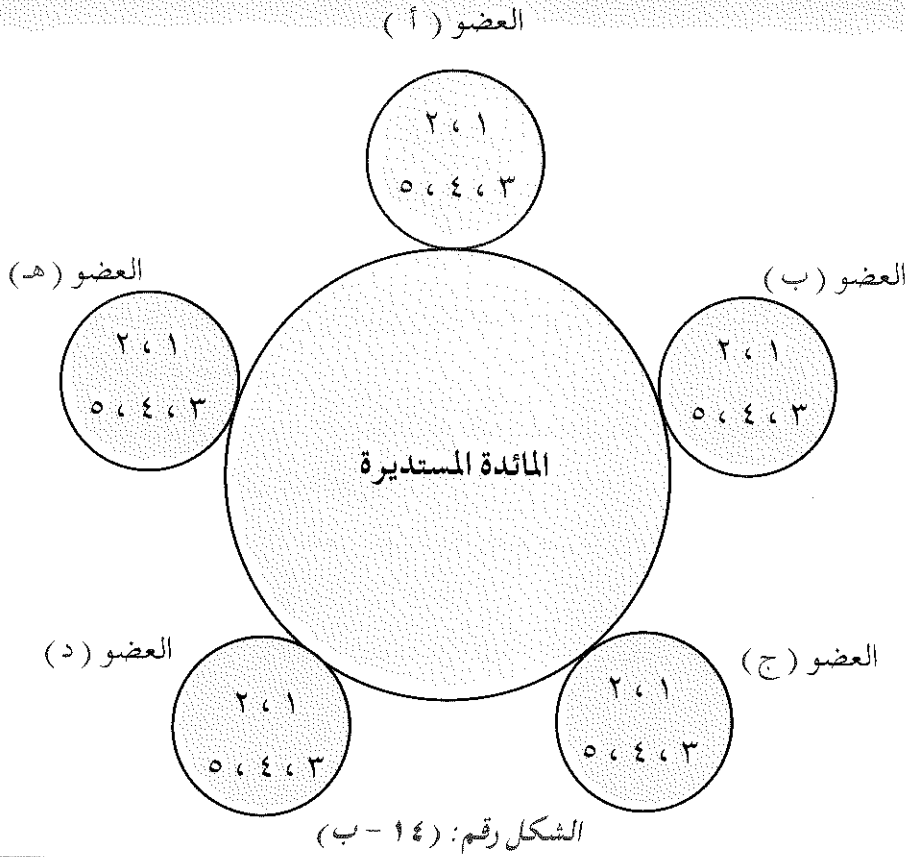 العضو ( أ )
١ ، ٢
٣ ، ٤ ، ٥
العضو ( ب )
١ ، ٢
٣ ، ٤ ، ٥
العضو ( هـ )
١ ، ٢
٣ ، ٤ ، ٥
المائدة المستديرة
العضو ( ج )
١ ، ٢
٣ ، ٤ ، ٥
العضو ( د )
١ ، ٢
٣ ، ٤ ، ٥
الشكل رقم: (١٤ - ب)